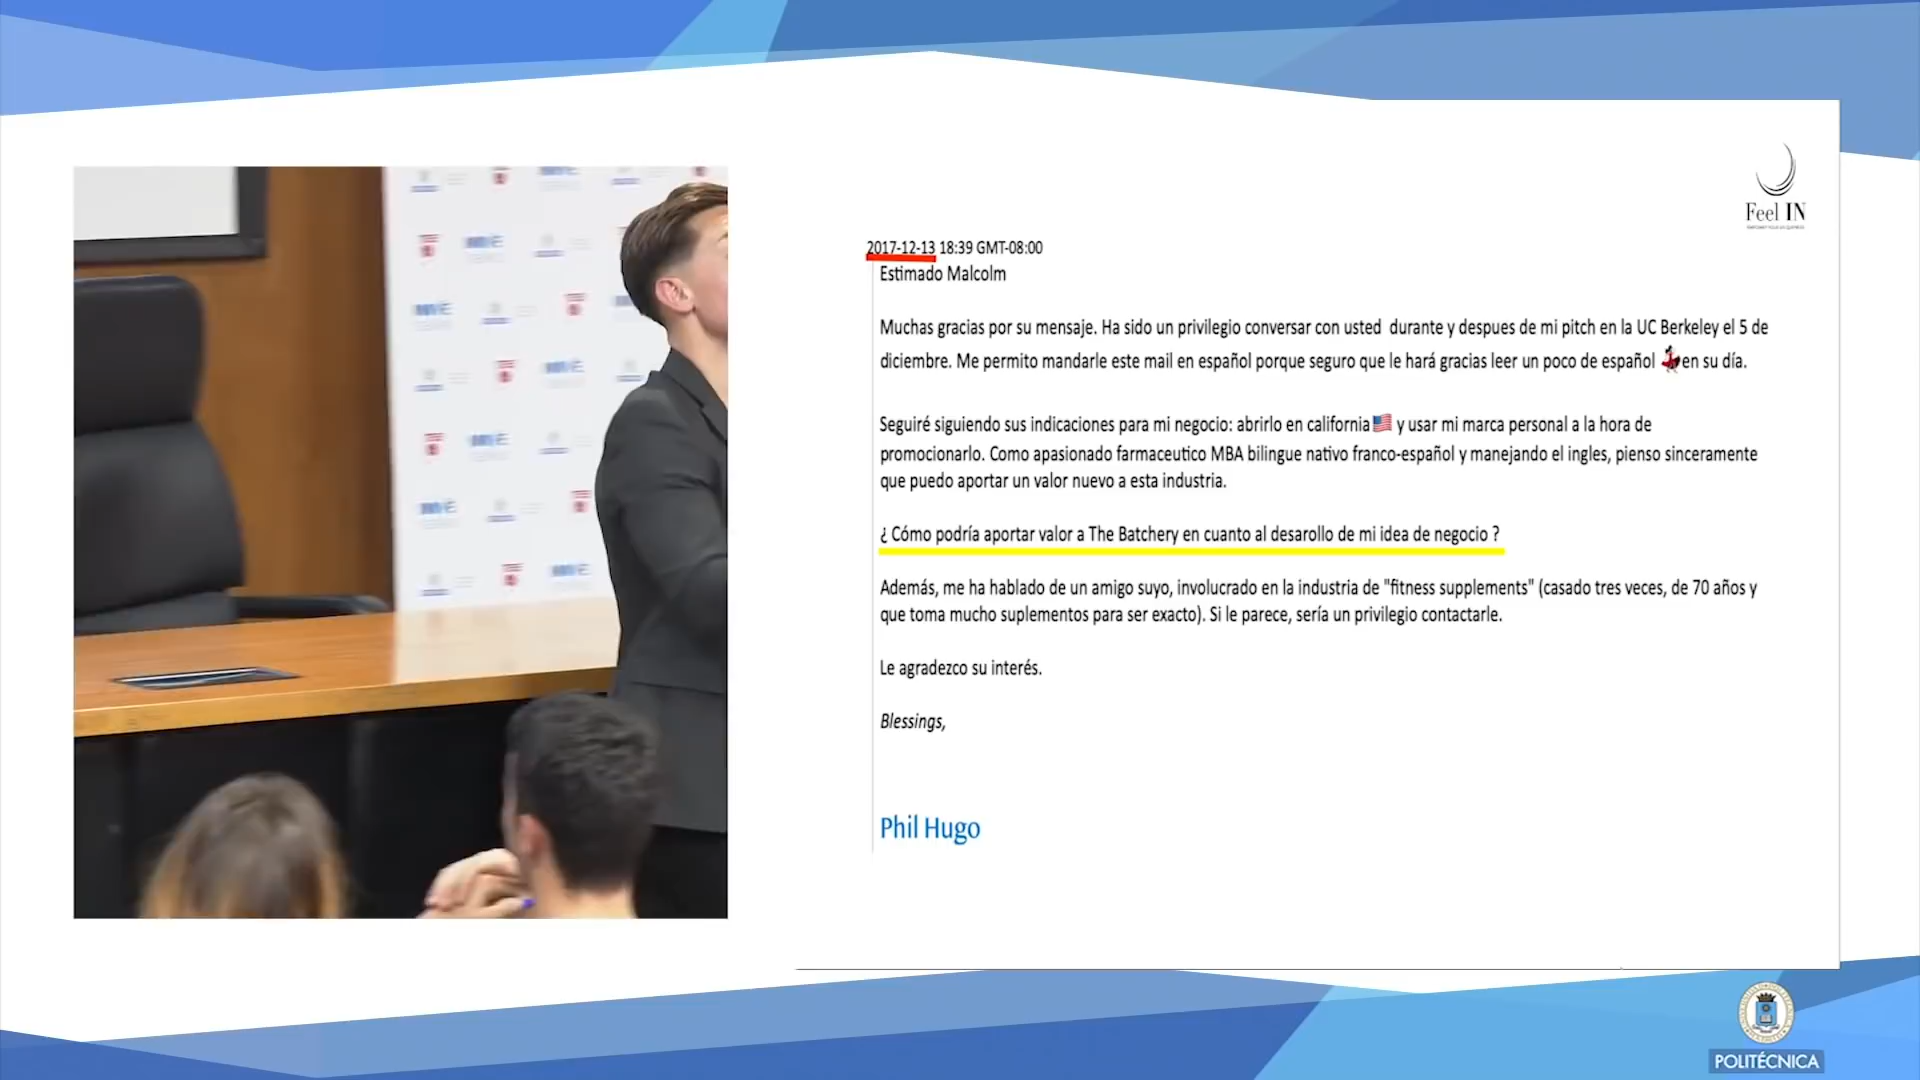 Feel IN
2017-12-13 18:39 GMT-08:00
Estimado Malcolm
Muchas gracias por su mensaje. Ha sido un privilegio conversar con usted durante y despues de mi pitch en la UC Berkeley el 5 de
diciembre. Me permito mandarle este mail en español porque seguro que le hará gracias leer un poco de español 💃en su día.
Seguiré siguiendo sus indicaciones para mi negocio: abrirlo en california🇺🇸 y usar mi marca personal a la hora de
promocionarlo. Como apasionado farmaceutico MBA bilingue nativo franco-español y manejando el ingles, pienso sinceramente
que puedo aportar un valor nuevo a esta industria.
¿ Cómo podría aportar valor a The Batchery en cuanto al desarollo de mi idea de negocio ?
Además, me ha hablado de un amigo suyo, involucrado en la industria de "fitness supplements" (casado tres veces, de 70 años y
que toma mucho suplementos para ser exacto). Si le parece, sería un privilegio contactarle.
Le agradezco su interés.
Blessings,
Phil Hugo
POLITÉCNICA